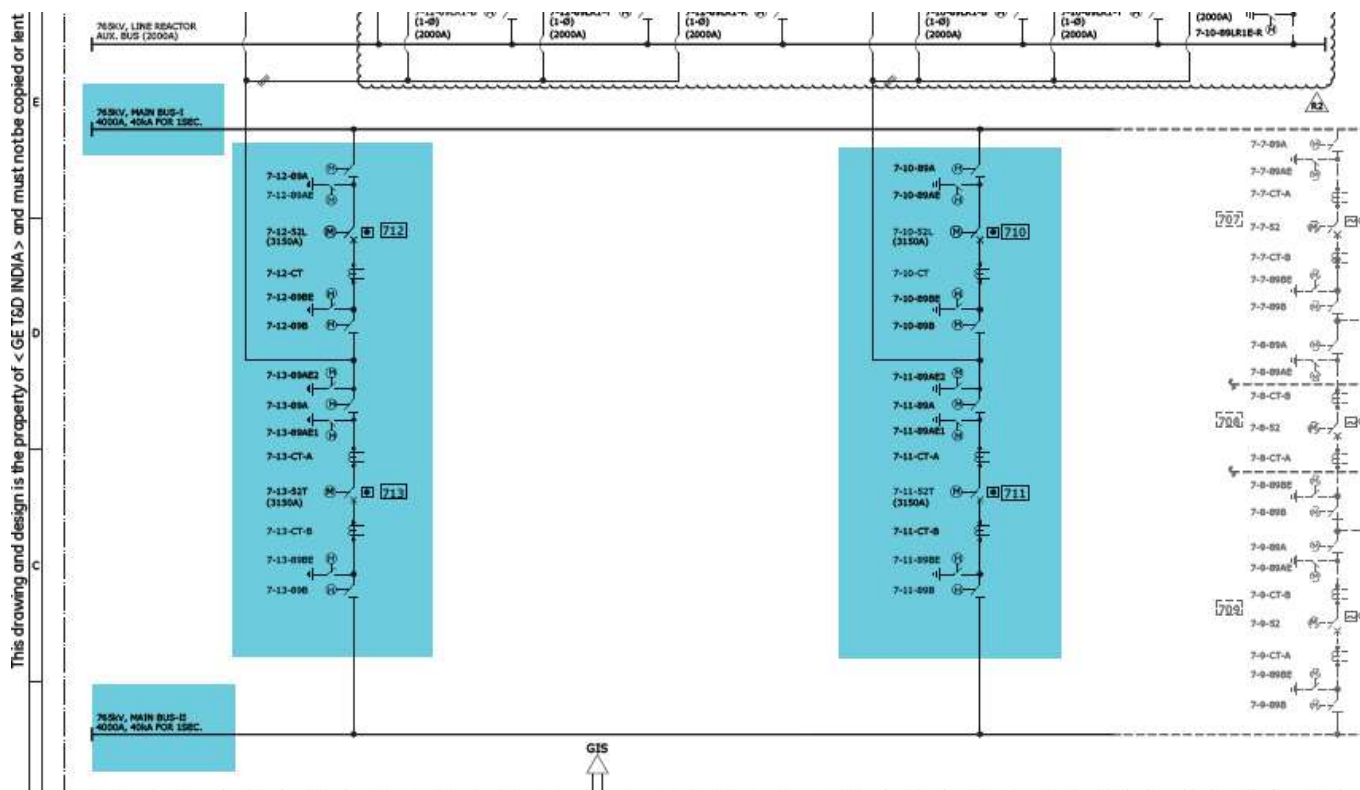 This drawing and design is the property of < GE T&D INDIA> and must not be copied or lent
E
D
C
765KV, LINE REACTOR
AUX. BUS (2000A)
(1-Ø)
(2000A)
(1-Ø)
(2000A)
(1-Ø)
(2000A)
(1-Ø)
(2000A)
(1-Ø)
(2000A)
(2000A)
7-10-89LR1E-R
M
R2
765KV, MAIN BUS-I
4000A, 40kA FOR 1SEC.
7-12-89A
7-12-89AE
7-12-52L
(3150A)
712
7-12-CT
7-12-89BE
7-12-89B
7-13-89AE2
7-13-89A
7-13-89AE1
7-13-CT-A
7-13-52T
(3150A)
713
7-13-CT-B
7-13-89BE
7-13-89B
7-10-89A
7-10-89AE
7-10-52L
(3150A)
710
7-10-CT
7-10-89BE
7-10-89B
7-11-89AE2
7-11-89A
7-11-89AE1
7-11-CT-A
7-11-52T
(3150A)
711
7-11-CT-B
7-11-89BE
7-11-89B
7-7-89A
7-7-89AE
7-7-CT-A
707
7-7-52
7-7-CT-B
7-7-89BE
7-7-89B
7-8-89A
7-8-89AE
7-8-CT-B
708
7-8-52
7-8-CT-A
7-8-89BE
7-8-89B
7-9-89A
7-9-89AE
7-9-CT-B
709
7-9-52
7-9-CT-A
7-9-89BE
7-9-89B
765KV, MAIN BUS-II
4000A, 40kA FOR 1SEC.
GIS